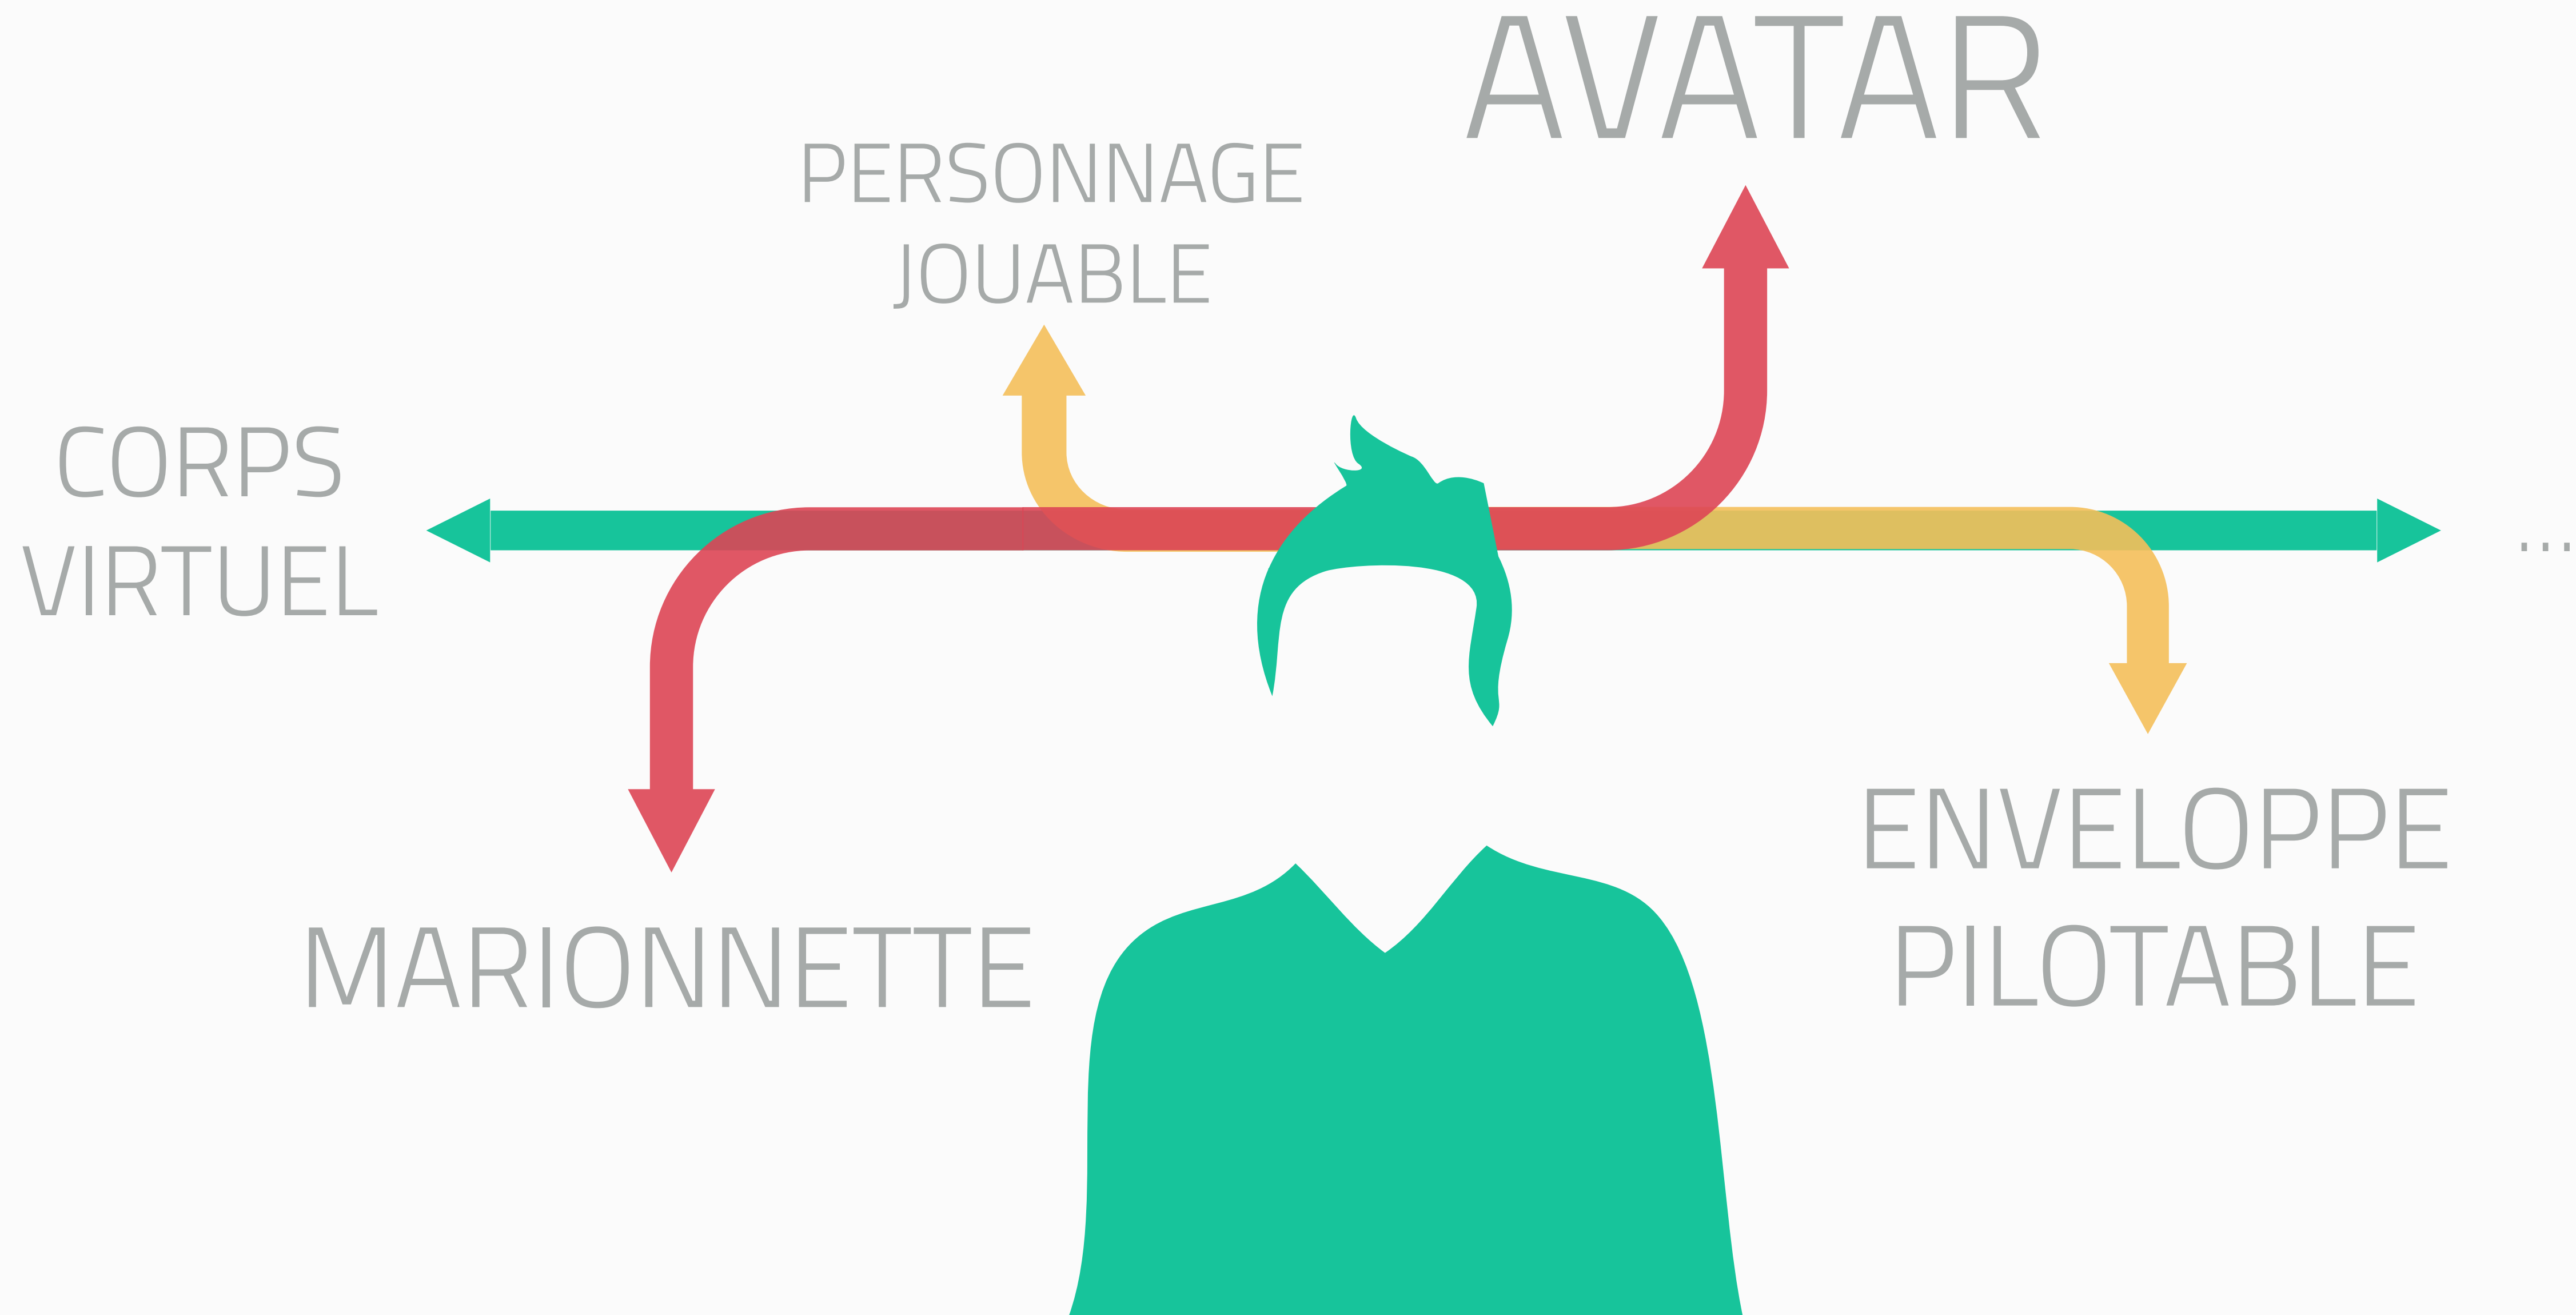 AVATAR
PERSONNAGE
JOUABLE
CORPS
VIRTUEL
...
MARIONNETTE
ENVELOPPE
PILOTABLE